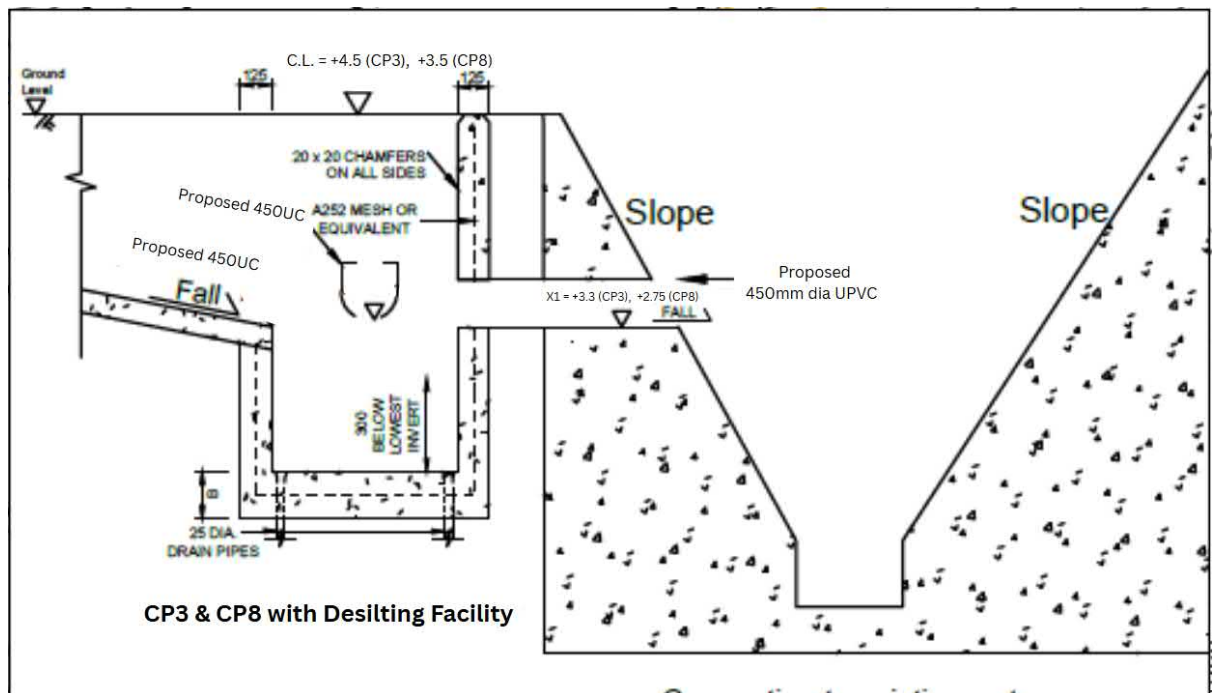 C.L. = +4.5 (CP3), +3.5 (CP8)
Ground
Level
125
125
20 x 20 CHAMFERS
ON ALL SIDES
Proposed 450UC
A252 MESH OR
EQUIVALENT
Proposed 450UC
Fall
Slope
Slope
Proposed
450mm dia UPVC
X1 = +3.3 (CP3), +2.75 (CP8)
FALL
300
BELOW
LOWEST
INVERT
B
25 DIA.
DRAIN PIPES
CP3 & CP8 with Desilting Facility